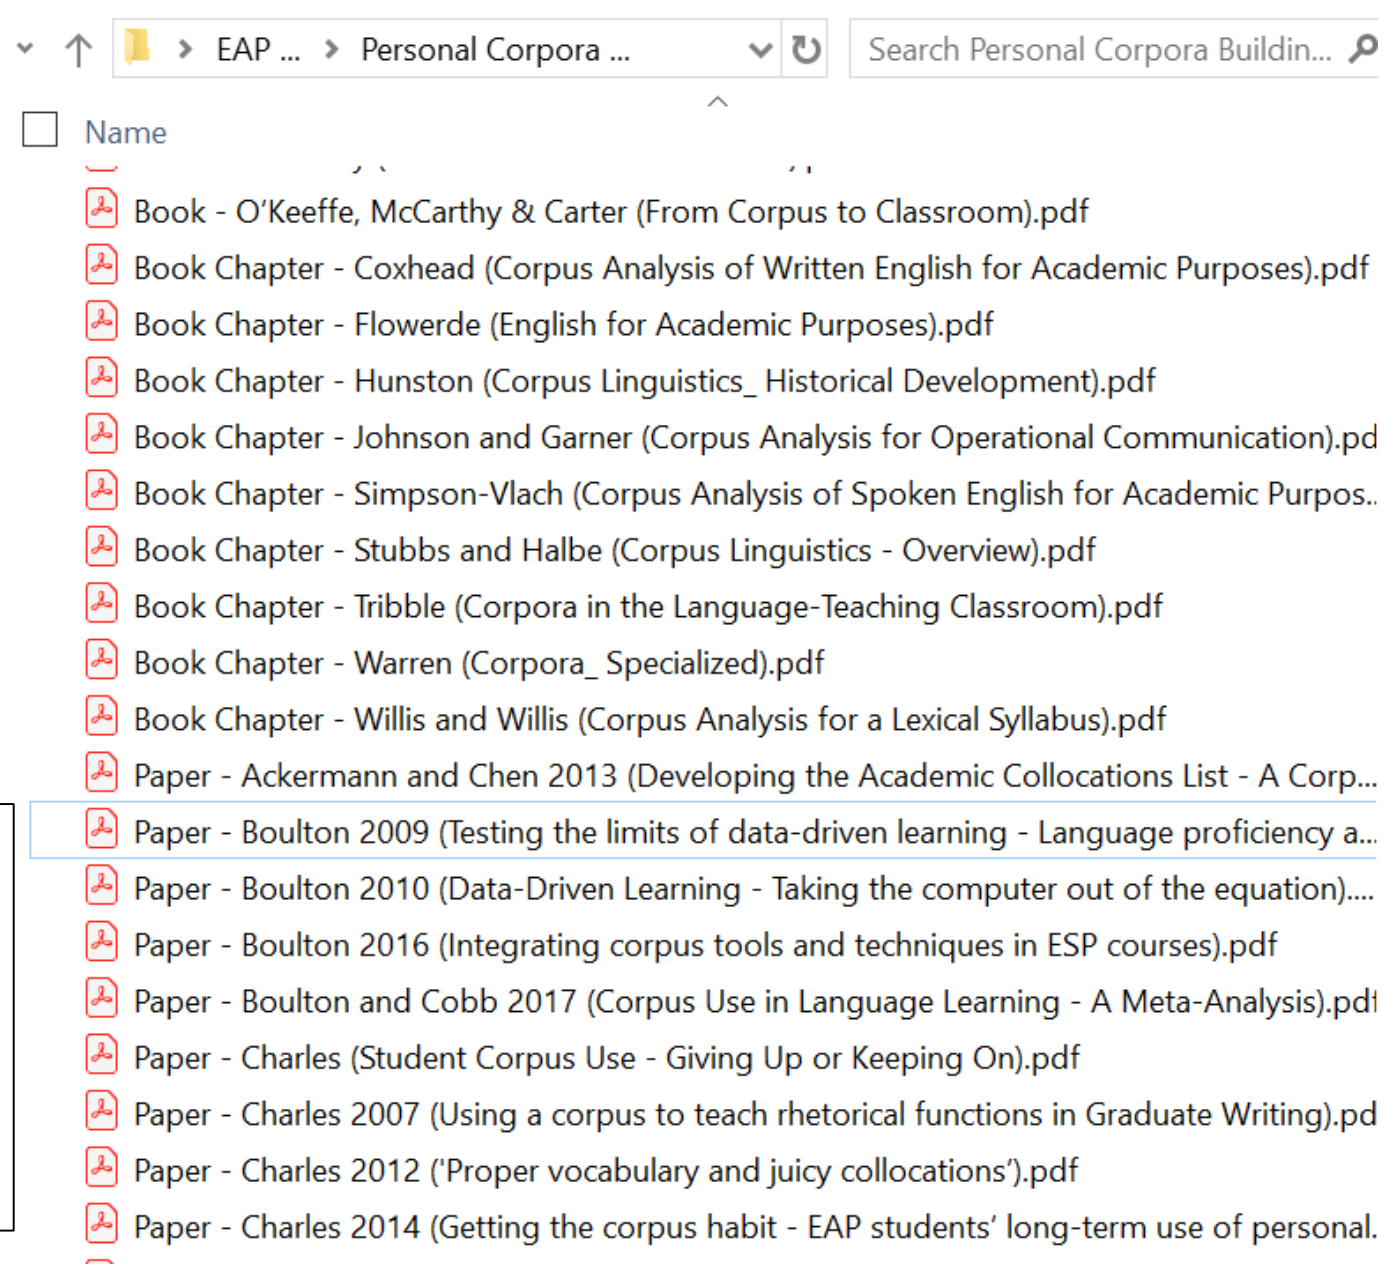 EAP ... Personal Corpora ... Search Personal Corpora Buildin...
Name
Book - O’Keeffe, McCarthy & Carter (From Corpus to Classroom).pdf
Book Chapter - Coxhead (Corpus Analysis of Written English for Academic Purposes).pdf
Book Chapter - Flowerde (English for Academic Purposes).pdf
Book Chapter - Hunston (Corpus Linguistics_ Historical Development).pdf
Book Chapter - Johnson and Garner (Corpus Analysis for Operational Communication).pd
Book Chapter - Simpson-Vlach (Corpus Analysis of Spoken English for Academic Purpos..
Book Chapter - Stubbs and Halbe (Corpus Linguistics - Overview).pdf
Book Chapter - Tribble (Corpora in the Language-Teaching Classroom).pdf
Book Chapter - Warren (Corpora_ Specialized).pdf
Book Chapter - Willis and Willis (Corpus Analysis for a Lexical Syllabus).pdf
Paper - Ackermann and Chen 2013 (Developing the Academic Collocations List - A Corp...
Paper - Boulton 2009 (Testing the limits of data-driven learning - Language proficiency a...
Paper - Boulton 2010 (Data-Driven Learning - Taking the computer out of the equation)....
Paper - Boulton 2016 (Integrating corpus tools and techniques in ESP courses).pdf
Paper - Boulton and Cobb 2017 (Corpus Use in Language Learning - A Meta-Analysis).pdf
Paper - Charles (Student Corpus Use - Giving Up or Keeping On).pdf
Paper - Charles 2007 (Using a corpus to teach rhetorical functions in Graduate Writing).pd
Paper - Charles 2012 ('Proper vocabulary and juicy collocations’).pdf
Paper - Charles 2014 (Getting the corpus habit - EAP students’ long-term use of personal.